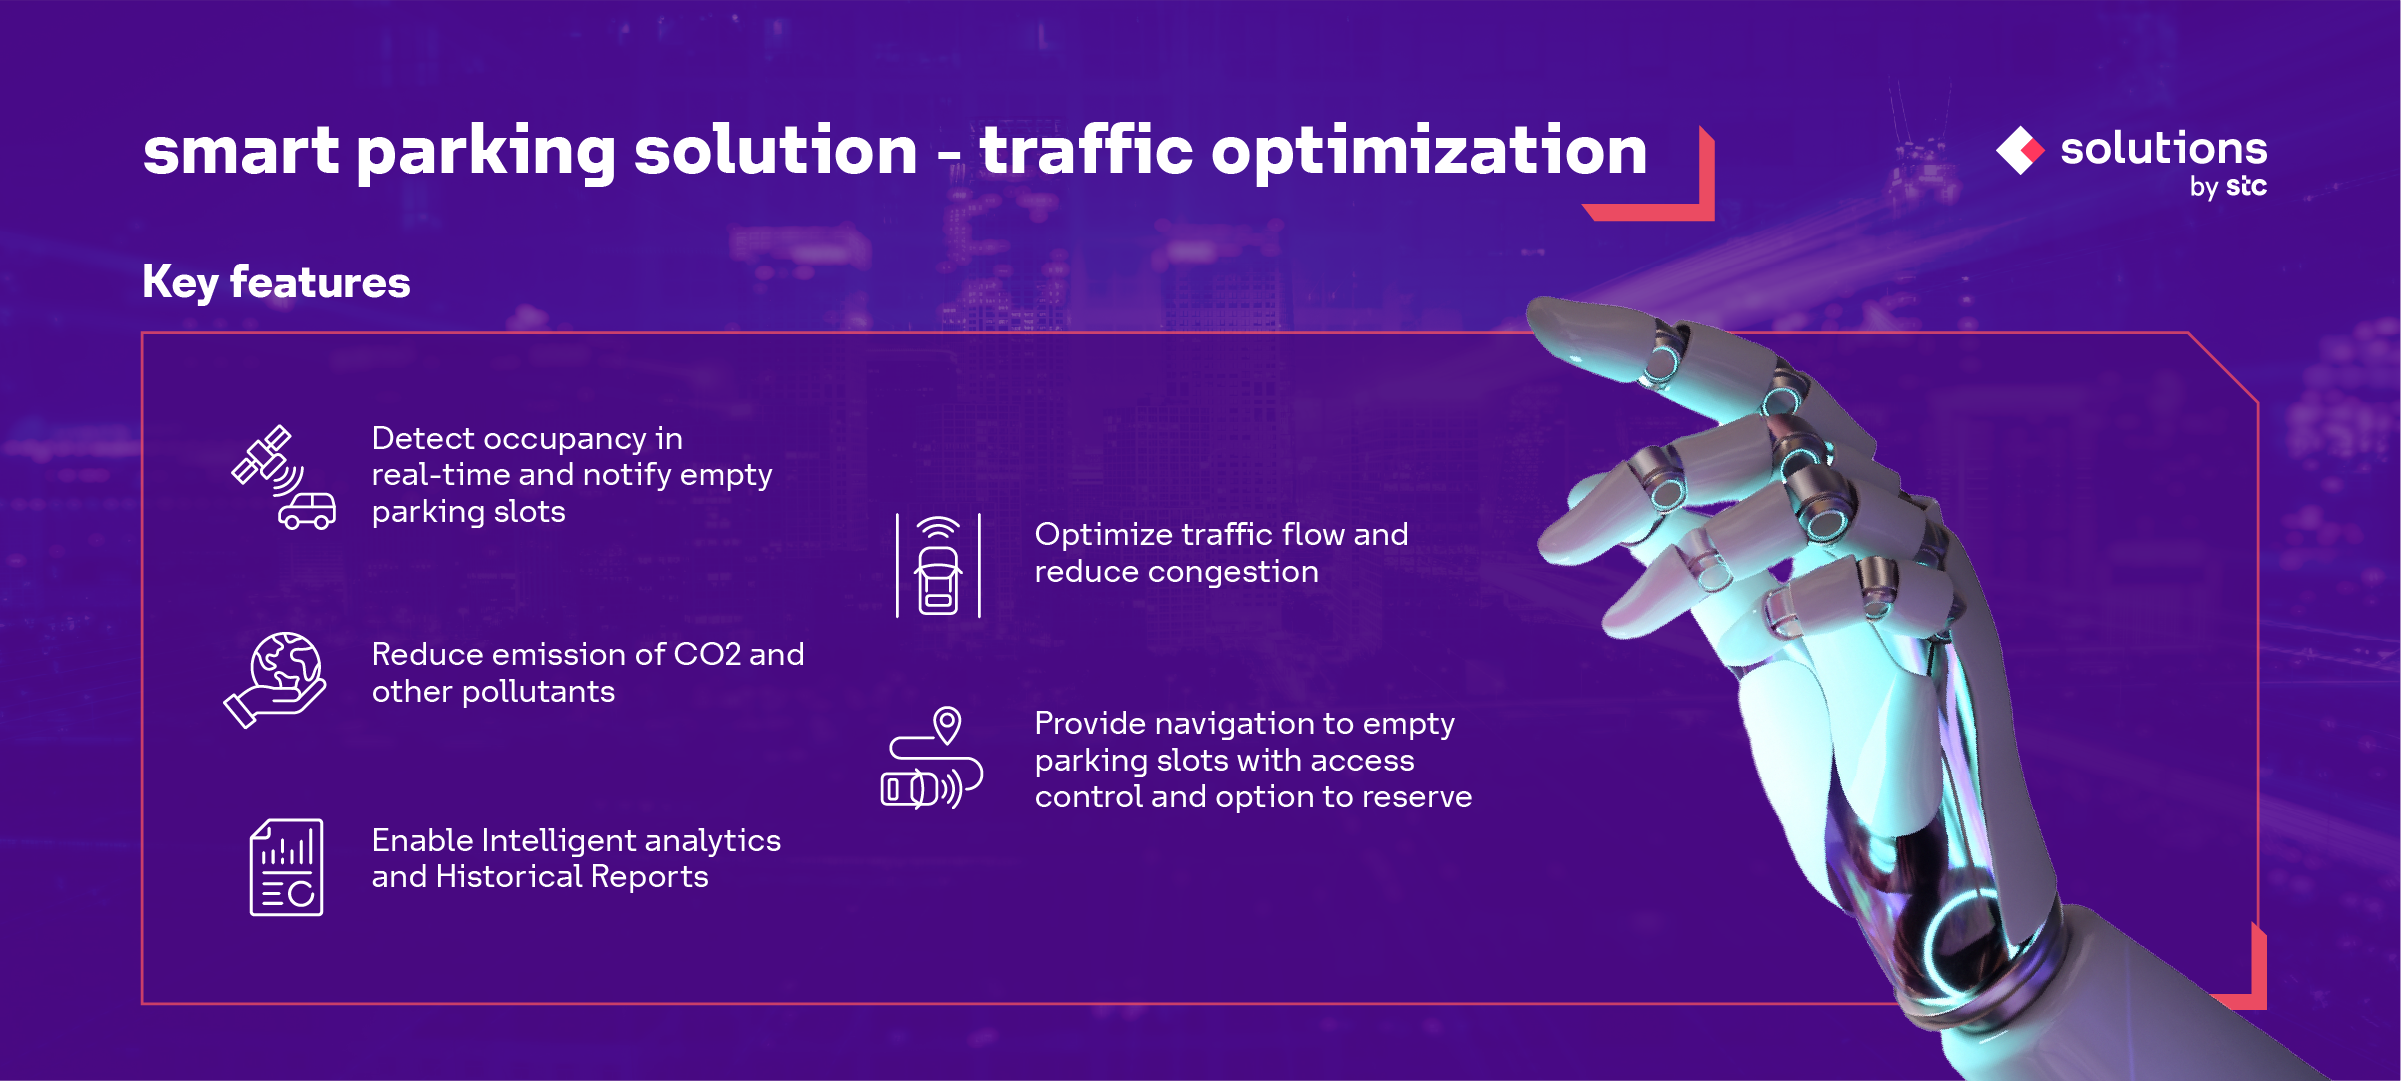 smart parking solution - traffic optimization
solutions
by stc
Key features
Detect occupancy in
real-time and notify empty
parking slots
Reduce emission of CO2 and
other pollutants
Enable Intelligent analytics
and Historical Reports
Optimize traffic flow and
reduce congestion
Provide navigation to empty
parking slots with access
control and option to reserve